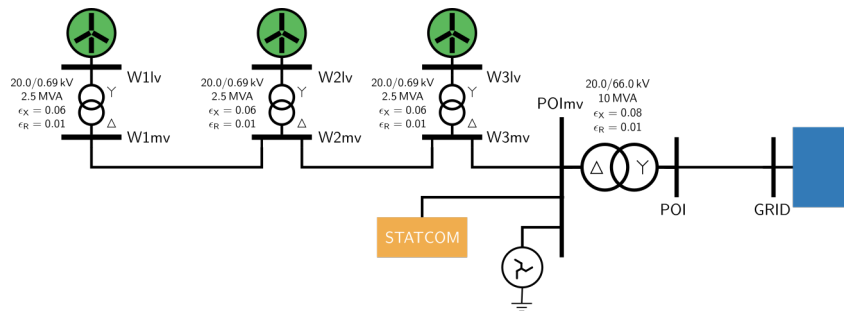 W1lv
20.0/0.69 kV
2.5 MVA
ϵX = 0.06
ϵR = 0.01
Y
△
W1mv
W2lv
20.0/0.69 kV
2.5 MVA
ϵX = 0.06
ϵR = 0.01
Y
△
W2mv
W3lv
20.0/0.69 kV
2.5 MVA
ϵX = 0.06
ϵR = 0.01
Y
△
W3mv
POImv
20.0/66.0 kV
10 MVA
ϵX = 0.08
ϵR = 0.01
△ Y
POI
GRID
STATCOM